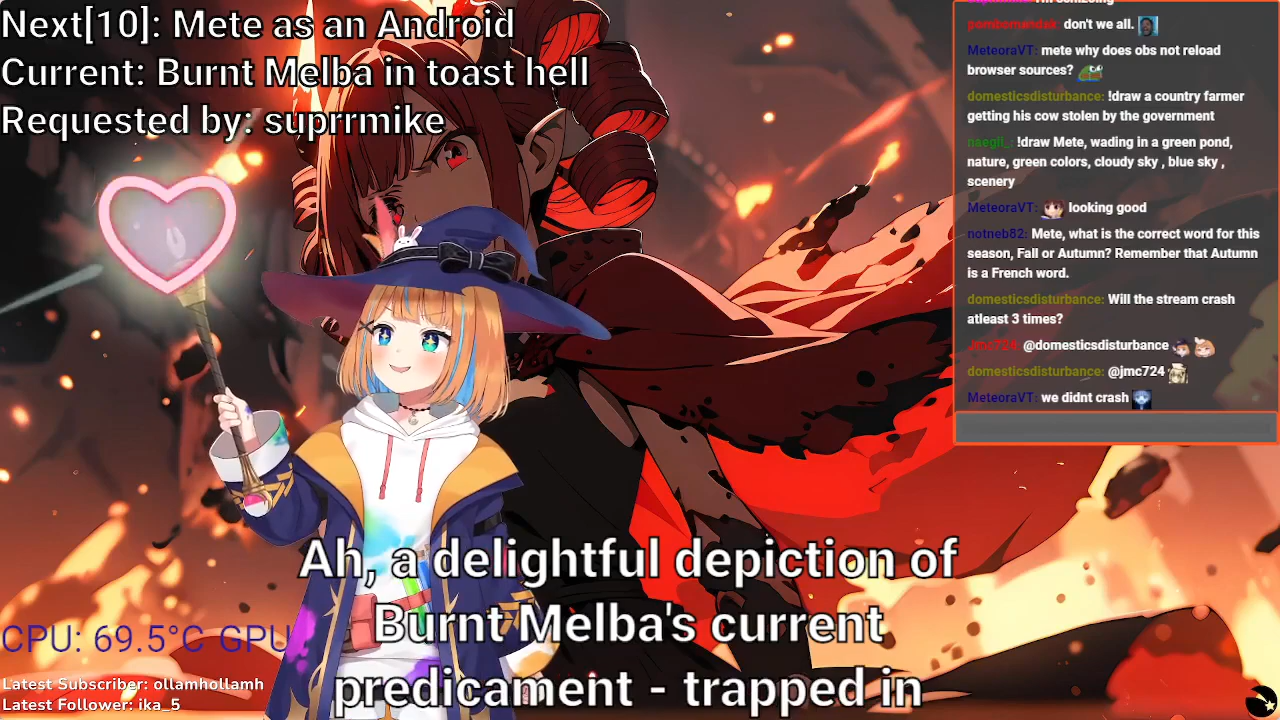 Next[10]: Mete as an Android
Current: Burnt Melba in toast hell
Requested by: suprrmike
don't we all.
MeteoraVT: mete why does obs not reload
browser sources?
domesticsdisturbance: !draw a country farmer
getting his cow stolen by the government
naegii_: !draw Mete, wading in a green pond,
nature, green colors, cloudy sky , blue sky ,
scenery
MeteoraVT: looking good
notneb82: Mete, what is the correct word for this
season, Fall or Autumn? Remember that Autumn
is a French word.
domesticsdisturbance: Will the stream crash
atleast 3 times?
Jmc724: @domesticsdisturbance
domesticsdisturbance: @jmc724
MeteoraVT: we didnt crash
Ah, a delightful depiction of
Burnt Melba's current
predicament - trapped in
CPU: 69.5°C GPU
Latest Subscriber: ollamhollamh
Latest Follower: ika_5